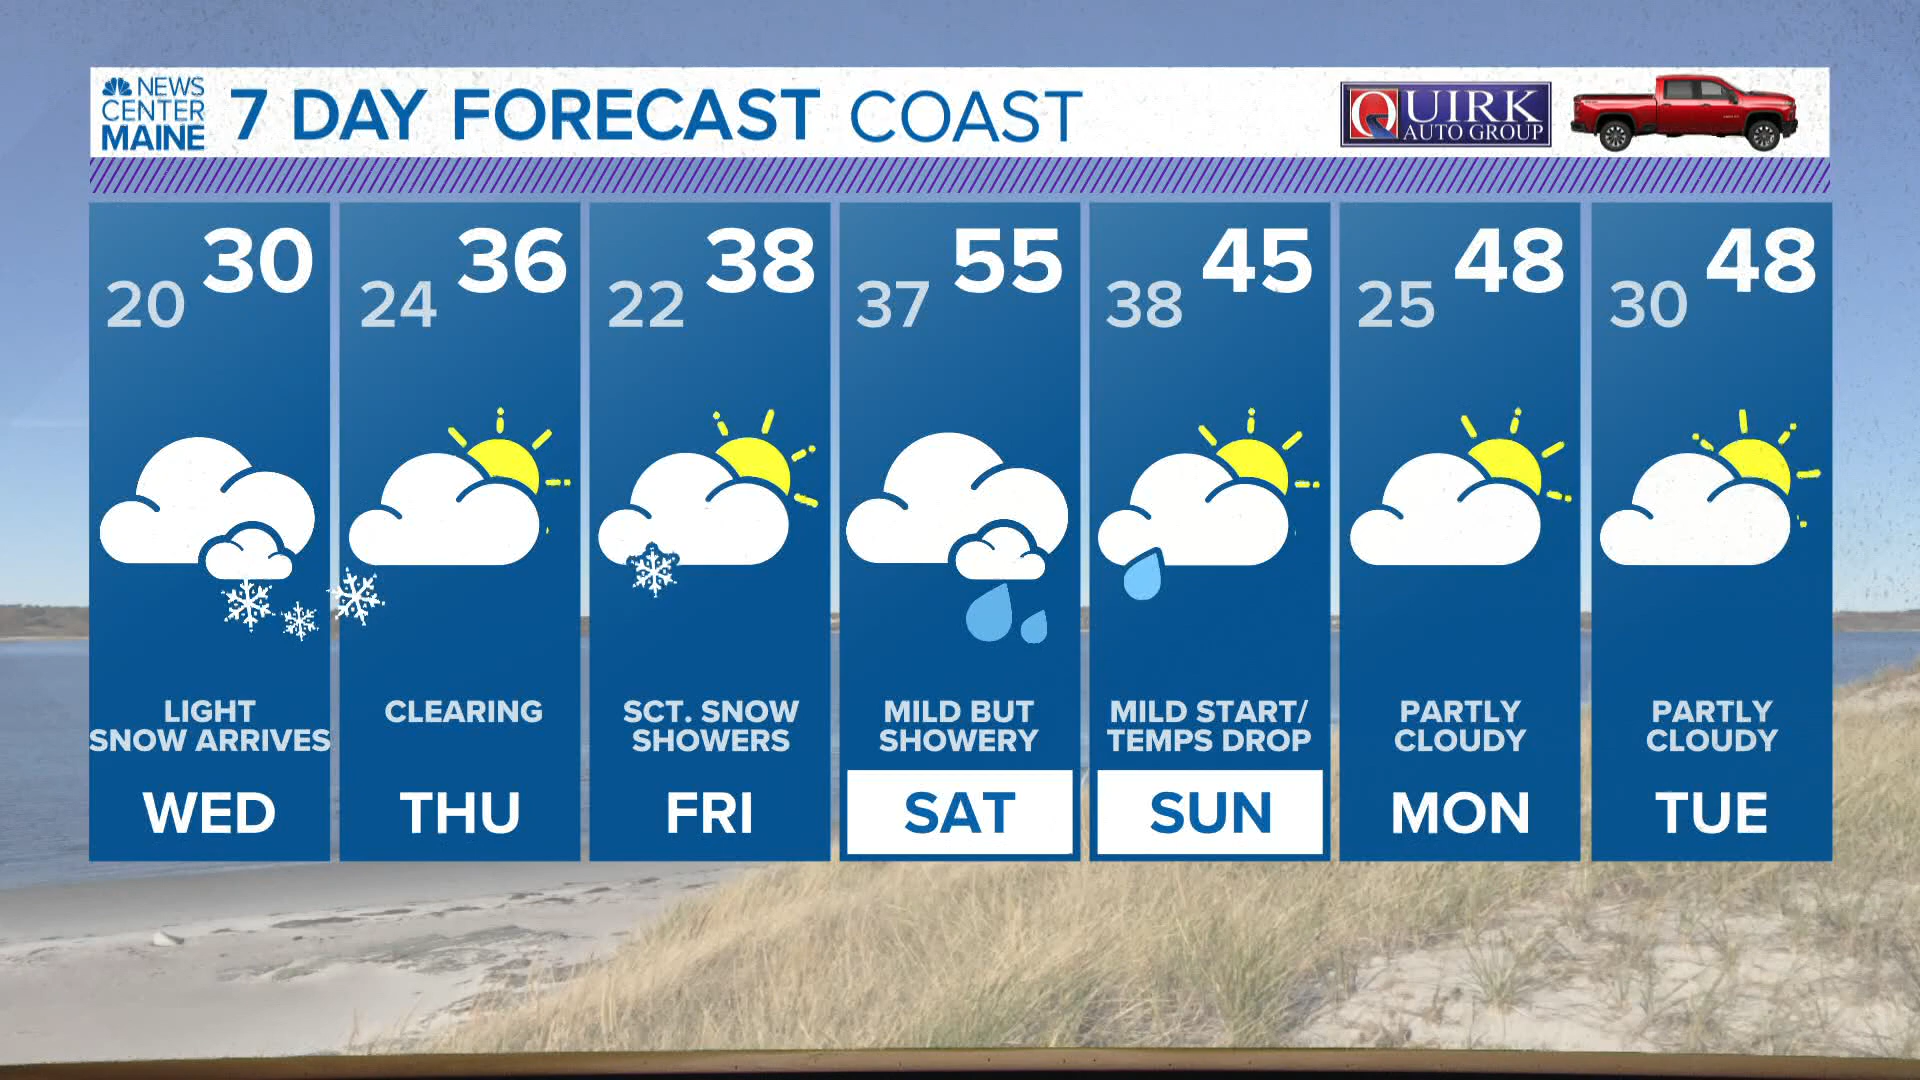 NEWS
CENTER
MAINE
7 DAY FORECAST COAST
QUIRK
AUTO GROUP
20 30
24 36
22 38
37 55
38 45
25 48
30 48
LIGHT
SNOW ARRIVES
CLEARING
SCT. SNOW
SHOWERS
MILD BUT
SHOWERY
MILD START/
TEMPS DROP
PARTLY
CLOUDY
PARTLY
CLOUDY
WED
THU
FRI
SAT
SUN
MON
TUE